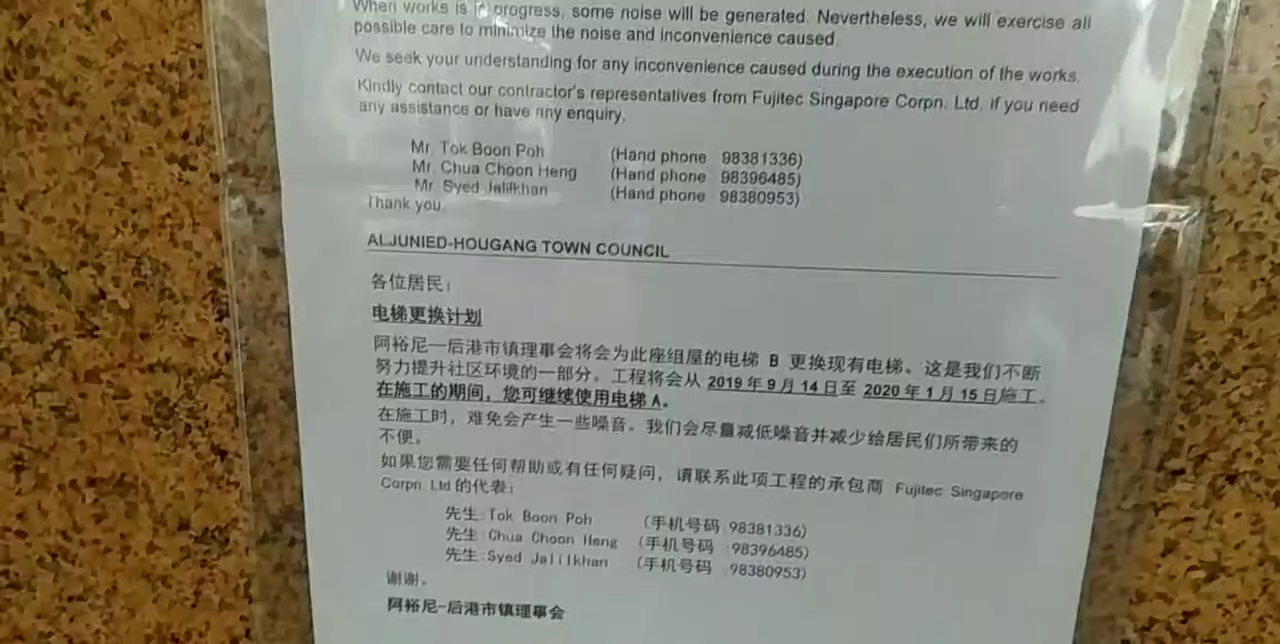 When works is in progress, some noise will be generated. Nevertheless, we will exercise all
possible care to minimize the noise and inconvenience caused.
We seek your understanding for any inconvenience caused during the execution of the works.
Kindly contact our contractor's representatives from Fujitec Singapore Corpn. Ltd. if you need
any assistance or have any enquiry.
Mr. Tok Boon Poh (Hand phone 98381336)
Mr. Chua Choon Heng (Hand phone 98396485)
Mr Syed Jalilkhan (Hand phone 98380953)
Thank you.
ALJUNIED-HOUGANG TOWN COUNCIL
各位居民：
电梯更换计划
阿裕尼—后港市镇理事会将会为此座组屋的电梯 B 更换现有电梯。这是我们不断
努力提升社区环境的一部分。工程将会从 2019 年 9 月 14 日至 2020 年 1 月 15 日施工。
在施工的期间，您可继续使用电梯 A。
在施工时，难免会产生一些噪音。我们会尽量减低噪音并减少给居民们所带来的
不便。
如果您需要任何帮助或有任何疑问，请联系此项工程的承包商 Fujitec Singapore
Corpn. Ltd 的代表：
先生:Tok Boon Poh (手机号码 98381336)
先生:Chua Choon Heng (手机号码 98396485)
先生:Syed Jalilkhan (手机号码 98380953)
谢谢。
阿裕尼-后港市镇理事会